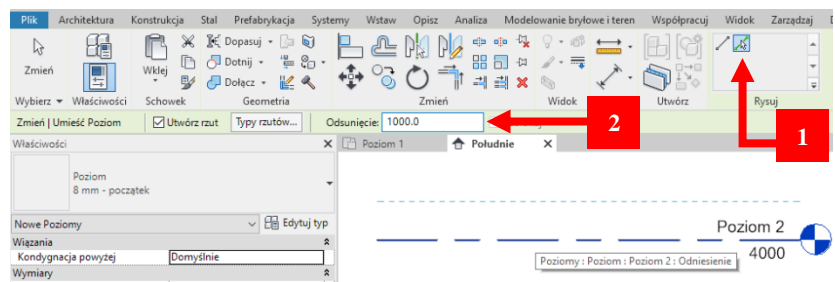 Plik Architektura Konstrukcja Stal Prefabrykacja Systemy Wstaw Opisz Analiza Modelowanie bryłowe i teren Współpracuj Widok Zarządzaj
Zmień Wklej Dopasuj
Dotnij
Dołącz
Wybierz Właściwości Schowek Geometria Zmień Widok Utwórz Rysuj
1
2
Zmień | Umieść Poziom Utwórz rzut Typy rzutów... Odsunięcie: 1000.0
Właściwości X Poziom 1 Południe X
Poziom
8 mm - początek
Nowe Poziomy Edytuj typ
Wiązania
Kondygnacja powyżej Domyślnie
Wymiary
Poziom 2
4000
Poziomy : Poziom : Poziom 2 : Odniesienie